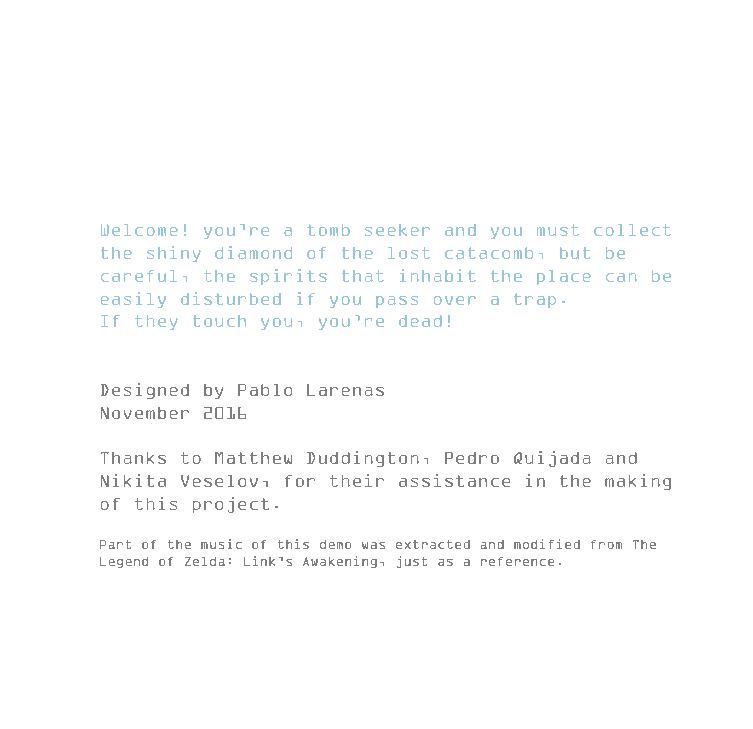 Welcome! you're a tomb seeker and you must collect
the shiny diamond of the lost catacomb, but be
careful, the spirits that inhabit the place can be
easily disturbed if you pass over a trap.
If they touch you, you're dead!
Designed by Pablo Larenas
November 2016
Thanks to Matthew Duddington, Pedro Quijada and
Nikita Veselov, for their assistance in the making
of this project.
Part of the music of this demo was extracted and modified from The
Legend of Zelda: Link's Awakening, just as a reference.